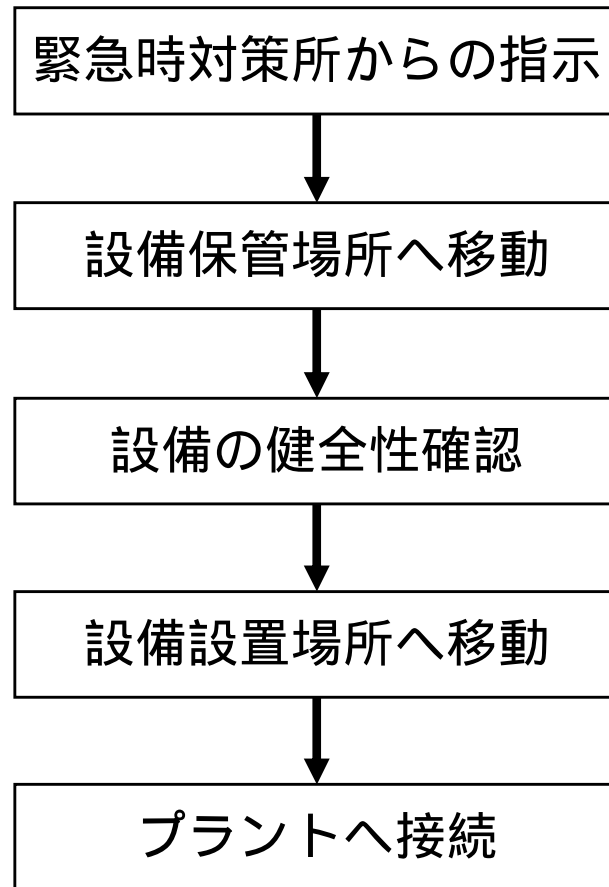 緊急時対策所からの指示
設備保管場所へ移動
設備の健全性確認
設備設置場所へ移動
プラントへ接続